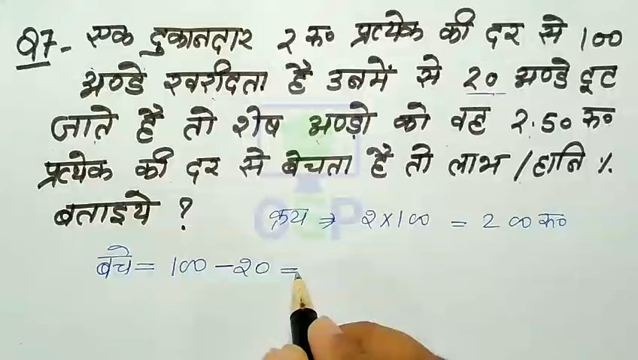 Q7- एक दुकानदार 2 रू० प्रत्येक की दर से 100
अण्डे खरीदता है उनमें से 20 अण्डे टूट
जाते है तो शेष अण्डो को वह 2.50 रू०
प्रत्येक की दर से बेचता है तो लाभ/हानि %
बताइये ?
क्रय ⇒ 2×100 = 200 रू०
बचे = 100 - 20 =